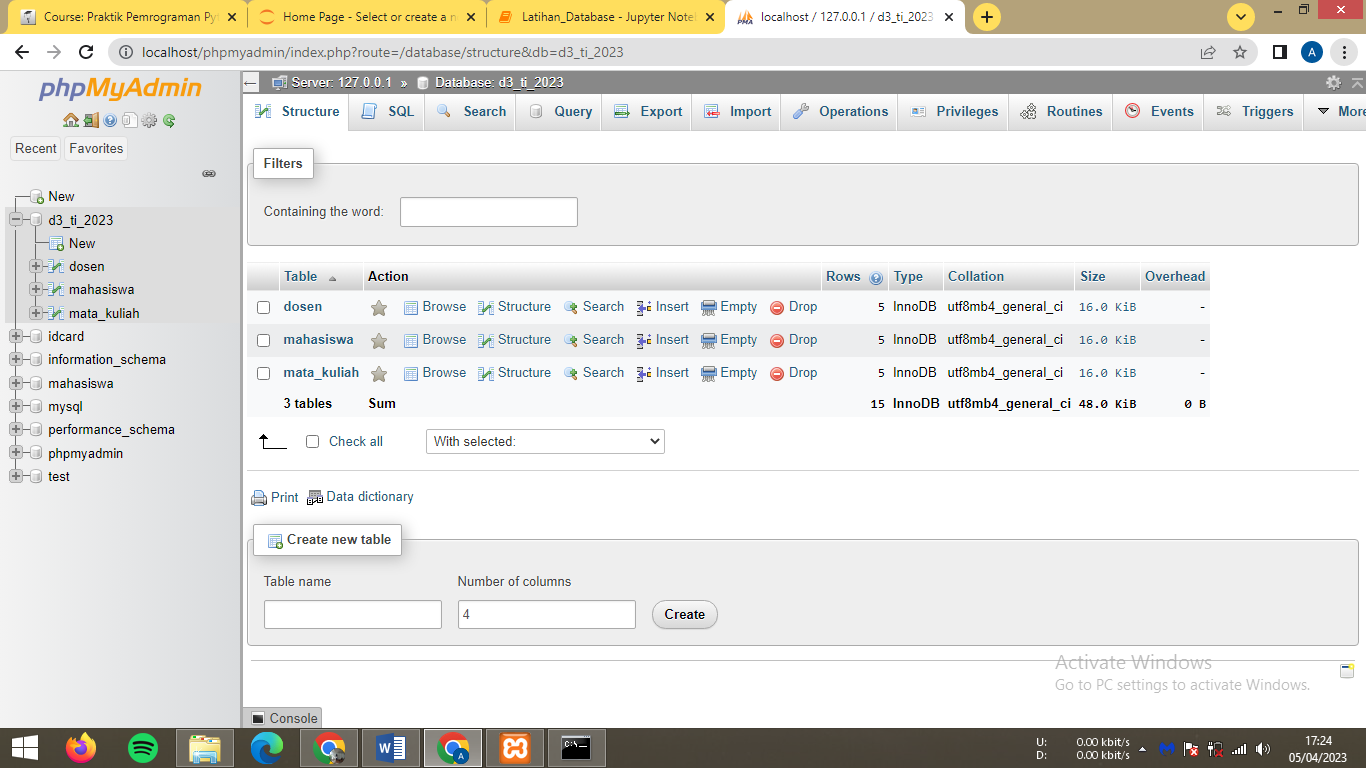 Course: Praktik Pemrograman Pyt
Home Page - Select or create a n
Latihan_Database - Jupyter Note
localhost / 127.0.0.1 / d3_ti_2023
localhost/phpmyadmin/index.php?route=/database/structure&db=d3_ti_2023
A
phpMyAdmin
Recent Favorites
New
d3_ti_2023
New
dosen
mahasiswa
mata_kuliah
idcard
information_schema
mahasiswa
mysql
performance_schema
phpmyadmin
test
Server: 127.0.0.1 » Database: d3_ti_2023
Structure SQL Search Query Export Import Operations Privileges Routines Events Triggers More
Filters
Containing the word:
Table Action Rows Type Collation Size Overhead
dosen Browse Structure Search Insert Empty Drop 5 InnoDB utf8mb4_general_ci 16.0 KiB -
mahasiswa Browse Structure Search Insert Empty Drop 5 InnoDB utf8mb4_general_ci 16.0 KiB -
mata_kuliah Browse Structure Search Insert Empty Drop 5 InnoDB utf8mb4_general_ci 16.0 KiB -
3 tables Sum 15 InnoDB utf8mb4_general_ci 48.0 KiB 0 B
Check all With selected:
Print Data dictionary
Create new table
Table name Number of columns
4 Create
Activate Windows
Go to PC settings to activate Windows.
Console
U: 0.00 kbit/s
D: 0.00 kbit/s
17:24
05/04/2023